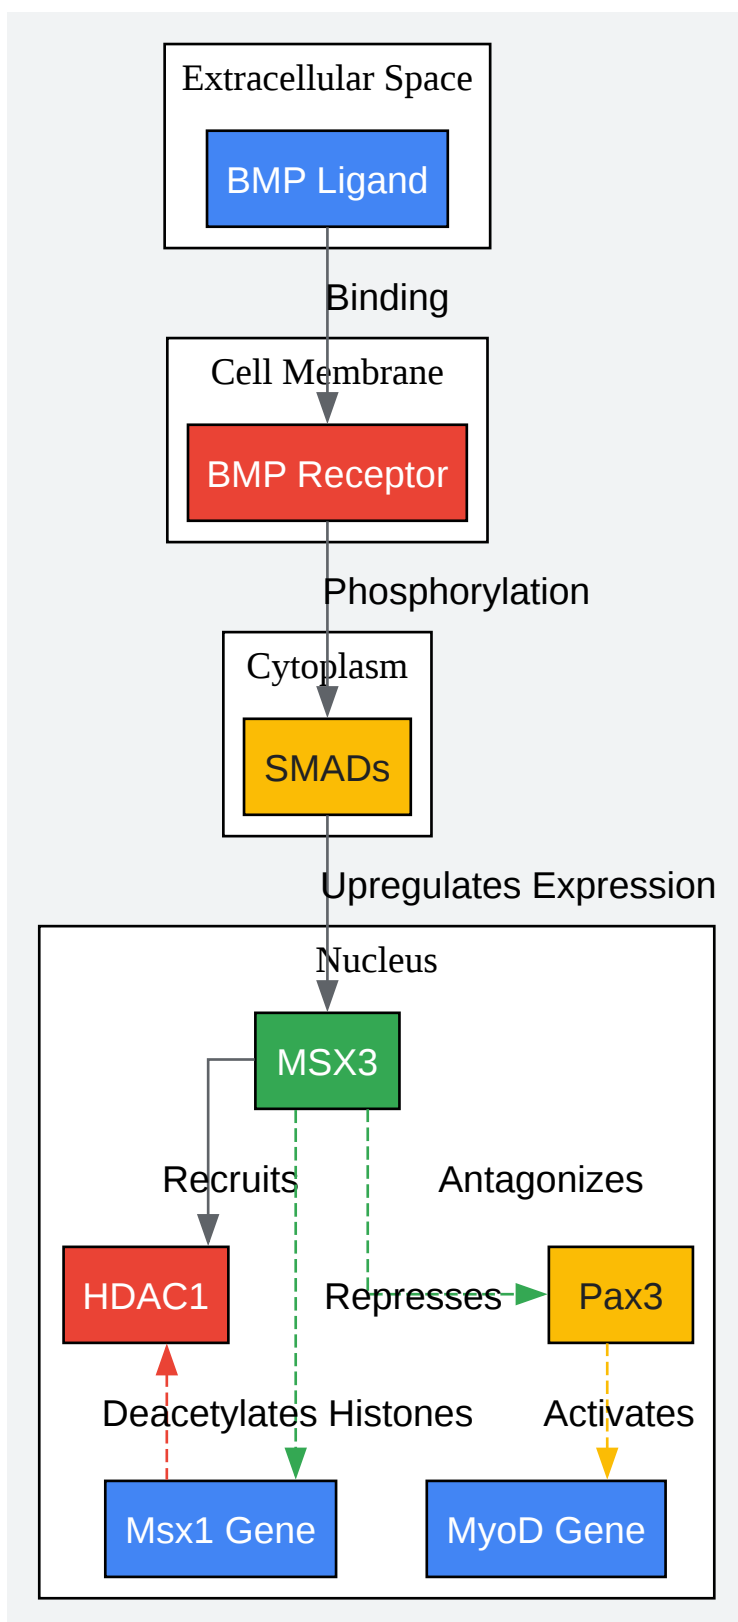 Extracellular Space
BMP Ligand
Binding
Cell Membrane
BMP Receptor
Phosphorylation
Cytoplasm
SMADs
Upregulates Expression
Nucleus
MSX3
Recruits
Antagonizes
HDAC1
Represses
Pax3
Deacetylates Histones
Activates
Msx1 Gene
MyoD Gene